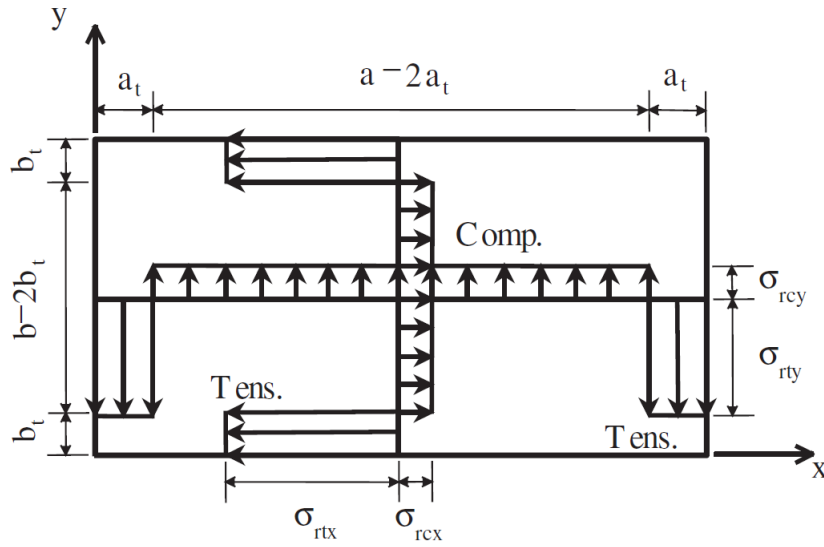 y
a_t
a-2a_t
a_t
b_t
Comp.
b-2b_t
σ_rcy
σ_rty
Tens.
b_t
Tens.
x
σ_rtx
σ_rcx